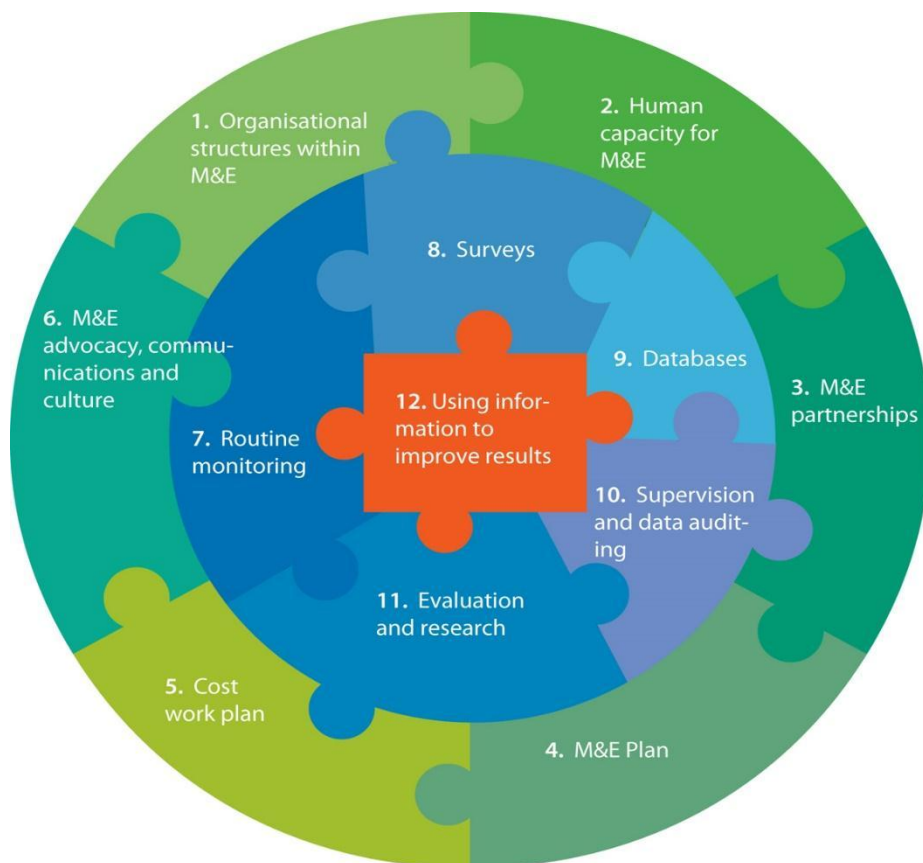 1. Organisational
structures within
M&E
2. Human
capacity for
M&E
3. M&E
partnerships
4. M&E Plan
5. Cost
work plan
6. M&E
advocacy, commu-
nications and
culture
7. Routine
monitoring
8. Surveys
9. Databases
10. Supervision
and data audit-
ing
11. Evaluation
and research
12. Using infor-
mation to
improve results